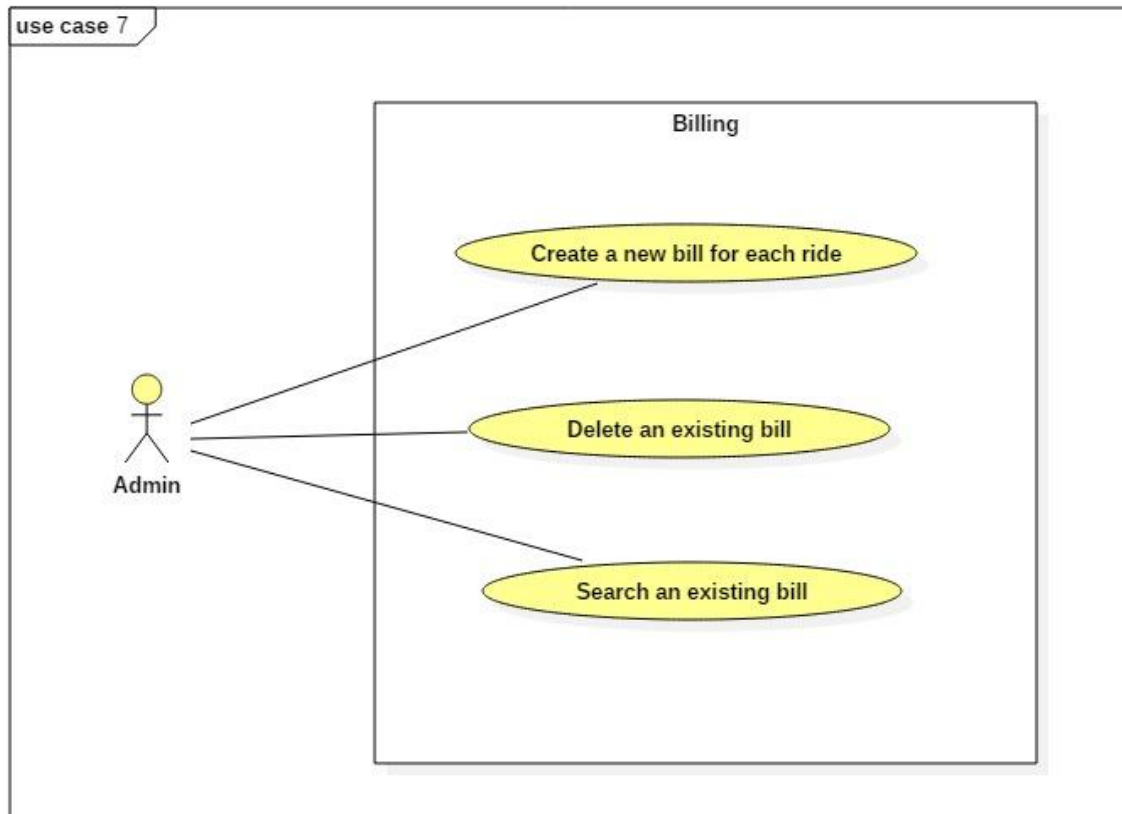 use case 7
Billing
Create a new bill for each ride
Delete an existing bill
Admin
Search an existing bill